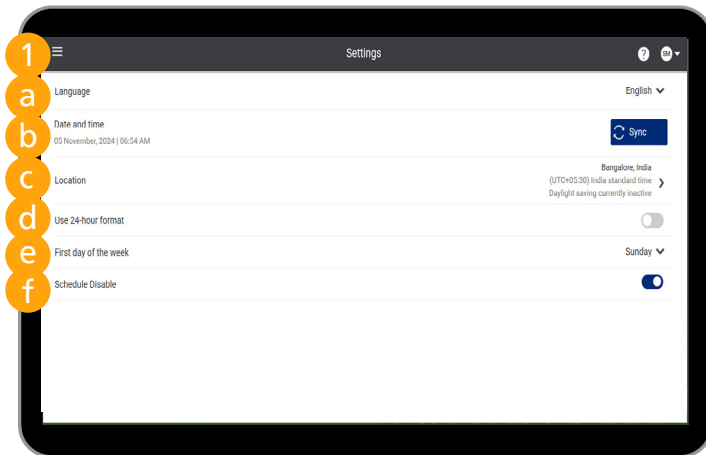 1 Settings ? SM
a Language English
b Date and time Sync
05 November, 2024 | 06:54 AM
Bangalore, India
c Location (UTC+05:30) India standard time
Daylight saving currently inactive
d Use 24-hour format
e First day of the week Sunday
f Schedule Disable